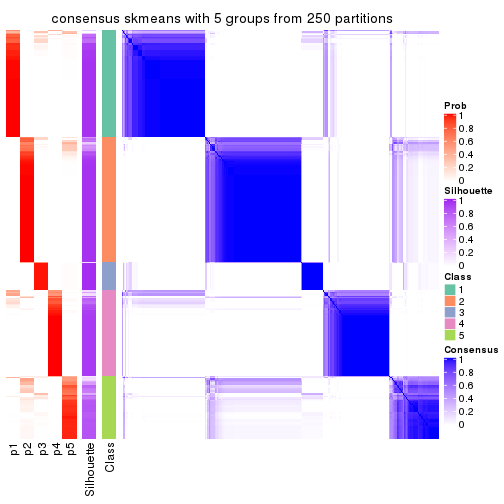 consensus skmeans with 5 groups from 250 partitions
Prob
1
0.8
0.6
0.4
0.2
0
Silhouette
1
0.8
0.6
0.4
0.2
0
Class
1
2
3
4
5
Consensus
1
0.8
0.6
0.4
0.2
0
p1
p2
p3
p4
p5
Silhouette
Class